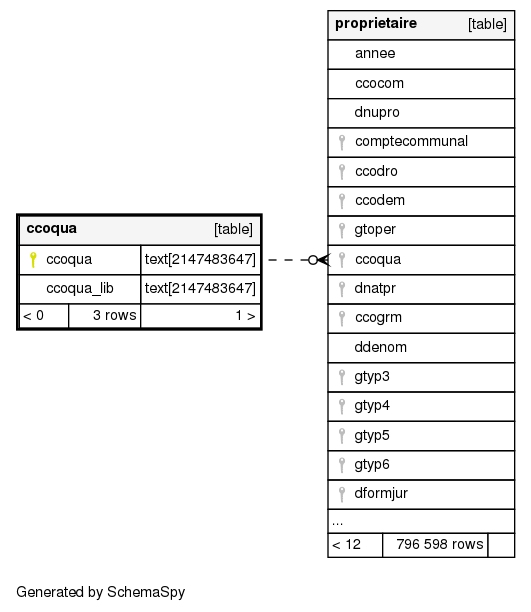 proprietaire [table]
annee
ccocom
dnupro
comptecommunal
ccodro
ccodem
gtoper
ccoqua
dnatpr
ccogrm
ddenom
gtyp3
gtyp4
gtyp5
gtyp6
dformjur
...
< 12 796 598 rows
ccoqua [table]
ccoqua text[2147483647]
ccoqua_lib text[2147483647]
< 0 3 rows 1 >
Generated by SchemaSpy